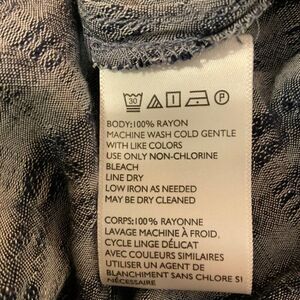 30 P
BODY:100% RAYON
MACHINE WASH COLD GENTLE
WITH LIKE COLORS
USE ONLY NON-CHLORINE
BLEACH
LINE DRY
LOW IRON AS NEEDED
MAY BE DRY CLEANED
CORPS:100% RAYONNE
LAVAGE MACHINE À FROID,
CYCLE LINGE DÉLICAT
AVEC COULEURS SIMILAIRES
UTILISER UN AGENT DE
BLANCHIMENT SANS CHLORE SI
NÉCESSAIRE